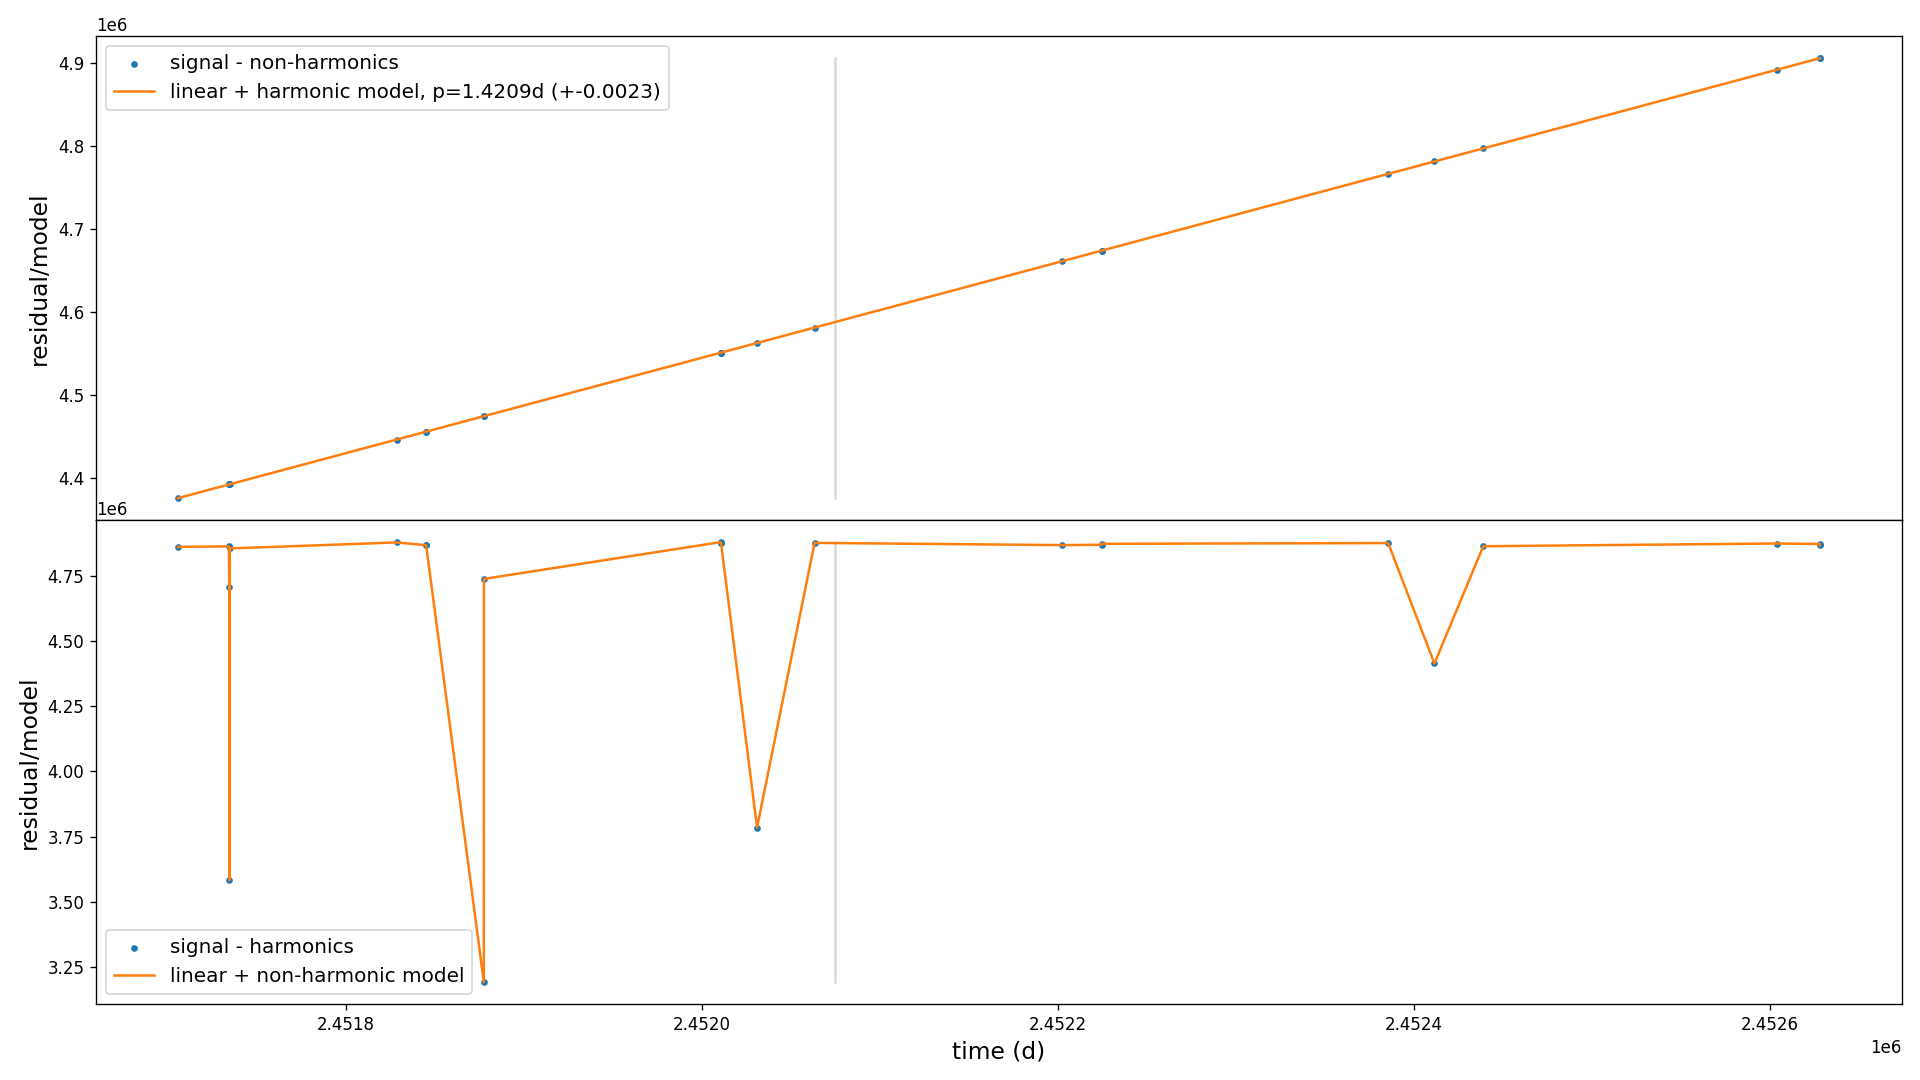 1e6
signal - non-harmonics
linear + harmonic model, p=1.4209d (+-0.0023)
4.9
4.8
4.7
4.6
4.5
4.4
residual/model
1e6
4.75
4.50
4.25
4.00
3.75
3.50
3.25
residual/model
signal - harmonics
linear + non-harmonic model
2.4518
2.4520
2.4522
2.4524
2.4526
1e6
time (d)